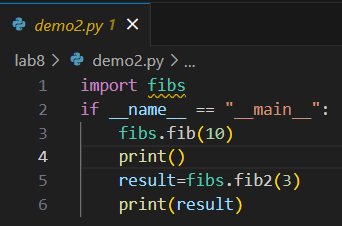 demo2.py 1
lab8 > demo2.py > ...
1 import fibs
2 if __name__ == "__main__":
3     fibs.fib(10)
4     print()
5     result=fibs.fib2(3)
6     print(result)